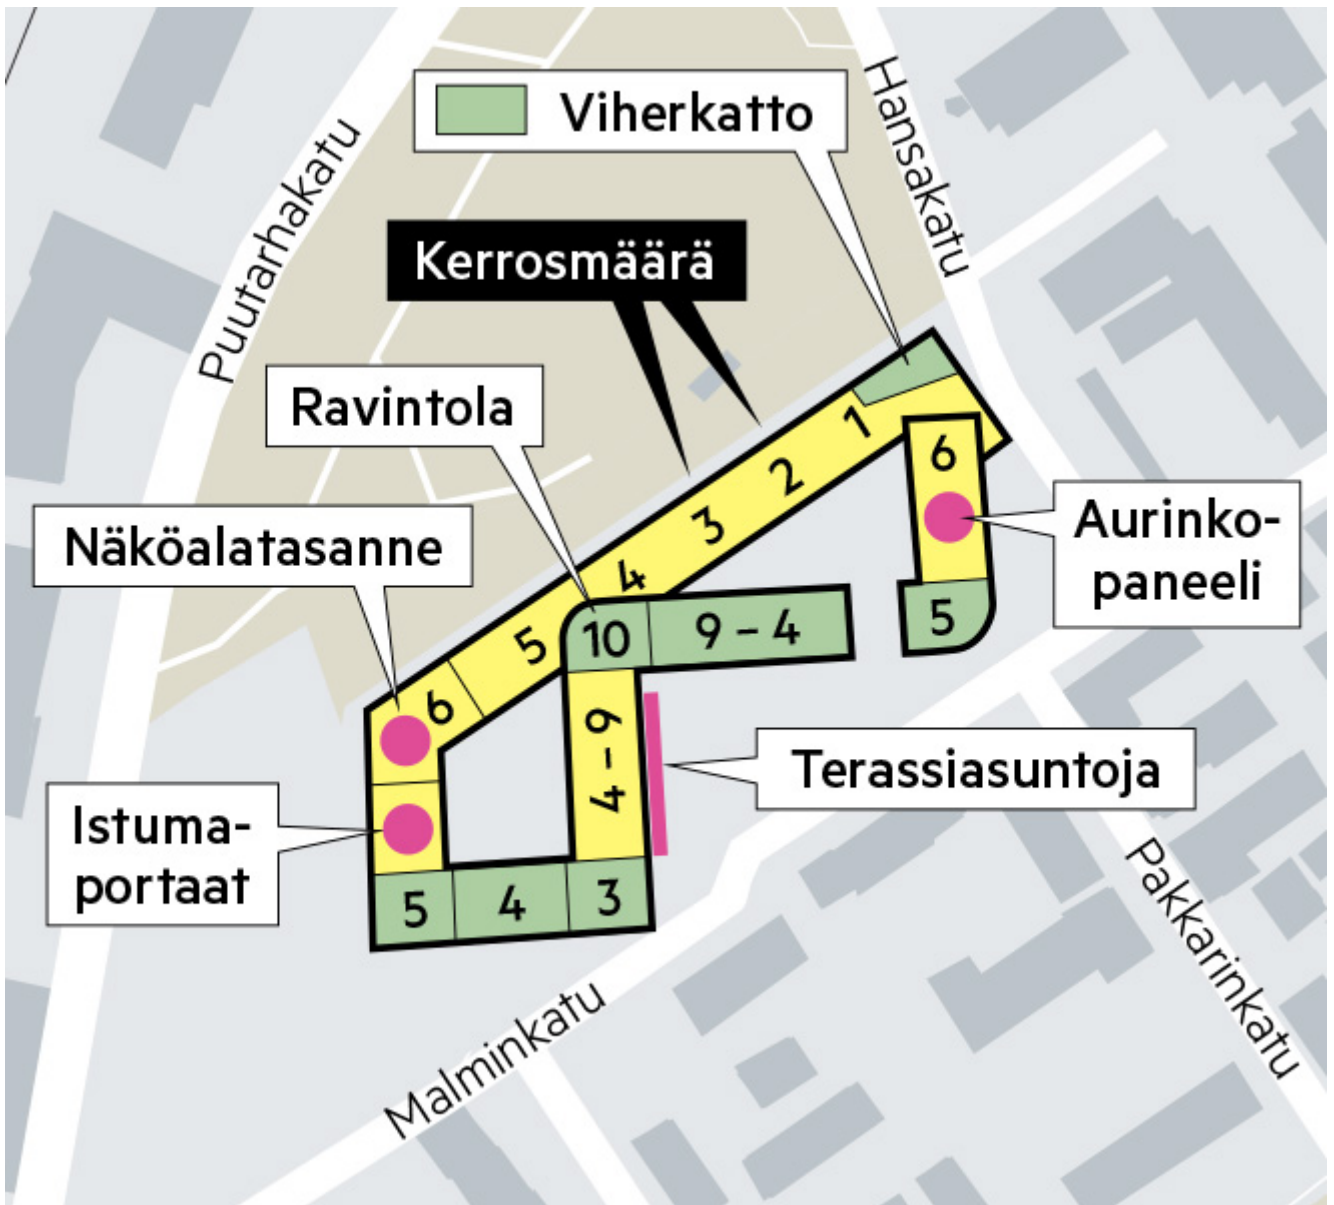 Viherkatto
Hansakatu
Puutarhakatu
Kerrosmäärä
Ravintola
1
6
2
Aurinko-
paneeli
3
Näköalatasanne
4
5
5
10
9 – 4
6
4 – 9
Terassiasuntoja
Istuma-
portaat
5
4
3
Pakkarinkatu
Malminkatu